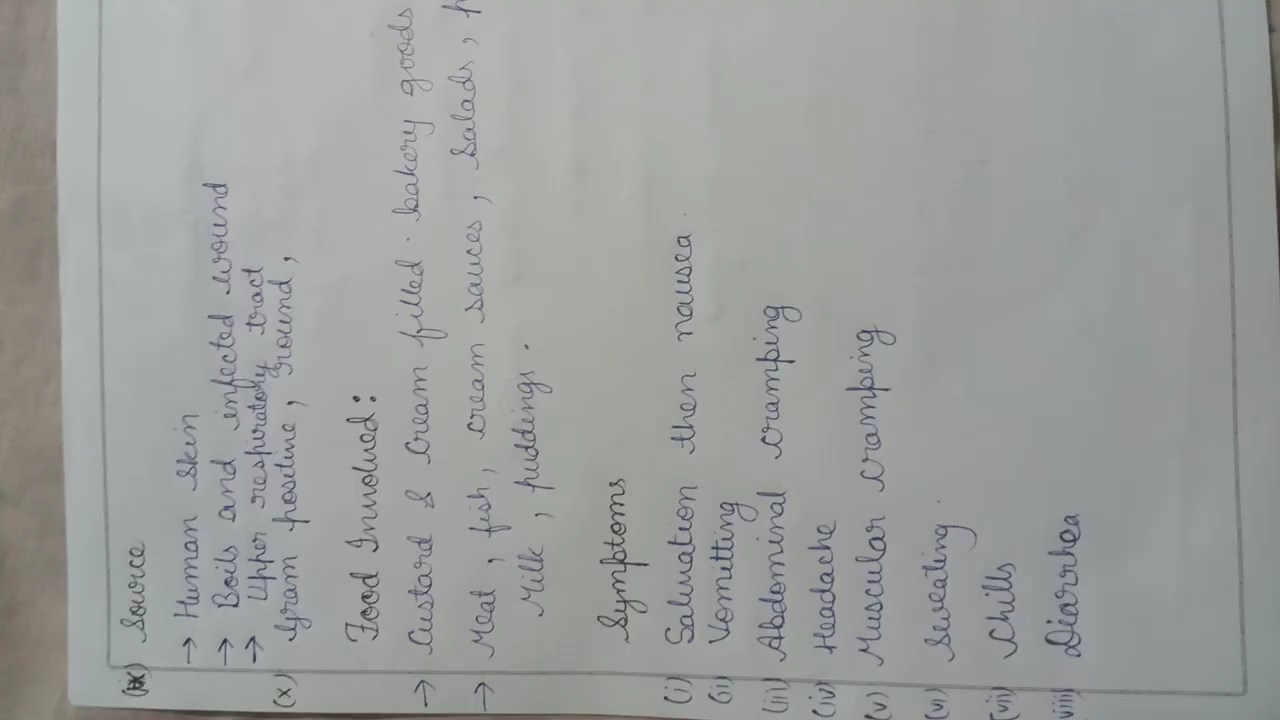 (ix) Source
→ Human skin
→ Boils and infected wound
→ Upper respiratory tract
(x) Gram positive, round,
Food Involved:
→ Custard & cream filled. bakery goods
→ Meat, fish, cream sauces, salads,
Milk, puddings.
Symptoms
(i) Salivation then nausea.
(ii) Vomitting
(iii) Abdominal cramping
(iv) Headache
(v) Muscular cramping
(vi) Sweating.
(vii) Chills
viii) Diarrhea